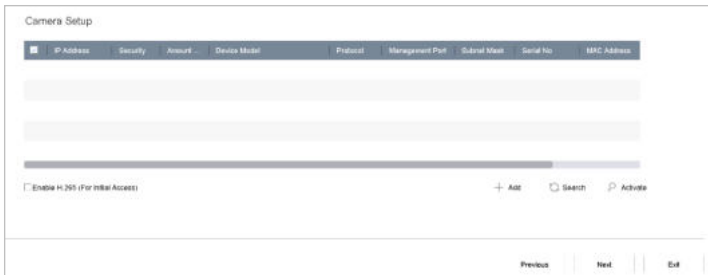 Camera Setup
IP Address Security Amount ... Device Model Protocol Management Port Subnet Mask Serial No MAC Address
Enable H.265 (For Initial Access)
Add Search Activate
Previous Next Exit